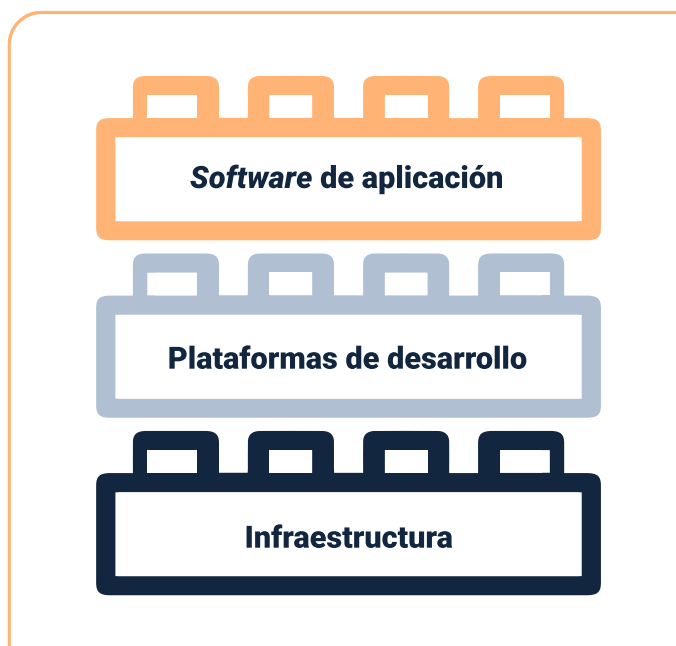 Software de aplicación
Plataformas de desarrollo
Infraestructura